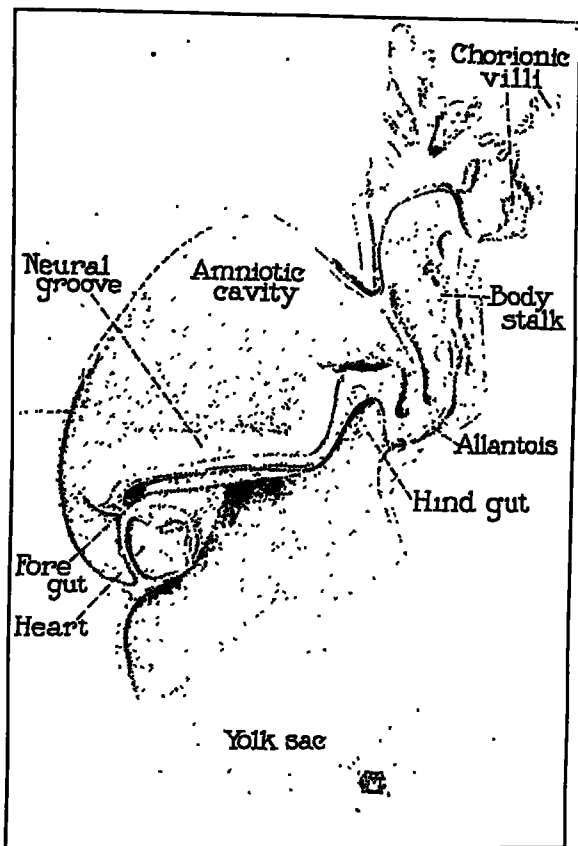 Chorionic
villi
Neural
groove
Amniotic
cavity
Body
stalk
Allantois
Hind gut
Fore
gut
Heart
Yolk sac